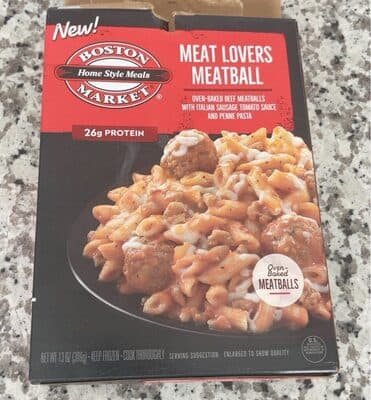 New!
BOSTON
Home Style Meals
MARKET®
26g PROTEIN
MEAT LOVERS
MEATBALL
OVEN-BAKED BEEF MEATBALLS
WITH ITALIAN SAUSAGE TOMATO SAUCE
AND PENNE PASTA
Oven-
Baked
MEATBALLS
NET WT 13 OZ (369g) - KEEP FROZEN - COOK THOROUGHLY
SERVING SUGGESTION
ENLARGED TO SHOW QUALITY
U.S.